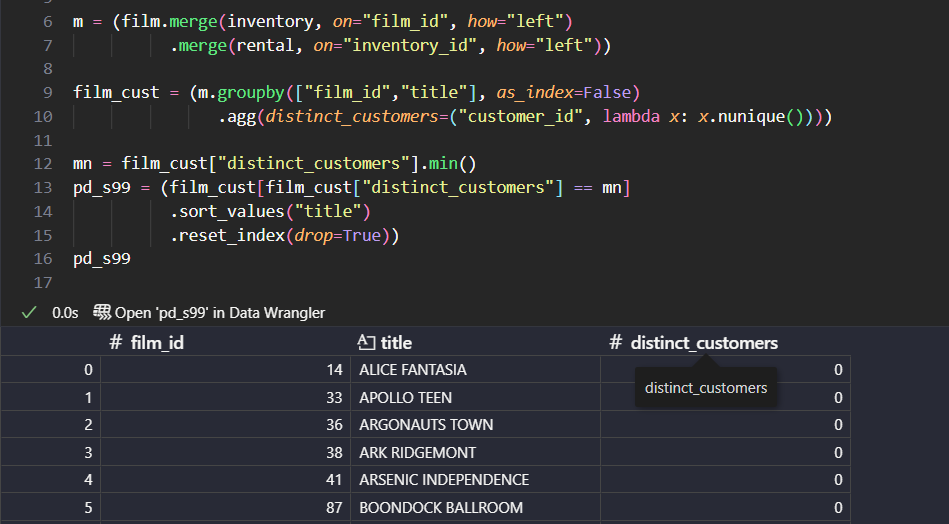 6 m = (film.merge(inventory, on="film_id", how="left")
7 .merge(rental, on="inventory_id", how="left"))
8
9 film_cust = (m.groupby(["film_id","title"], as_index=False)
10 .agg(distinct_customers=("customer_id", lambda x: x.nunique())))
11
12 mn = film_cust["distinct_customers"].min()
13 pd_s99 = (film_cust[film_cust["distinct_customers"] == mn]
14 .sort_values("title")
15 .reset_index(drop=True))
16 pd_s99
17
0.0s Open 'pd_s99' in Data Wrangler
# film_id title # distinct_customers
0 14 ALICE FANTASIA 0
distinct_customers
1 33 APOLLO TEEN 0
2 36 ARGONAUTS TOWN 0
3 38 ARK RIDGEMONT 0
4 41 ARSENIC INDEPENDENCE 0
5 87 BOONDOCK BALLROOM 0